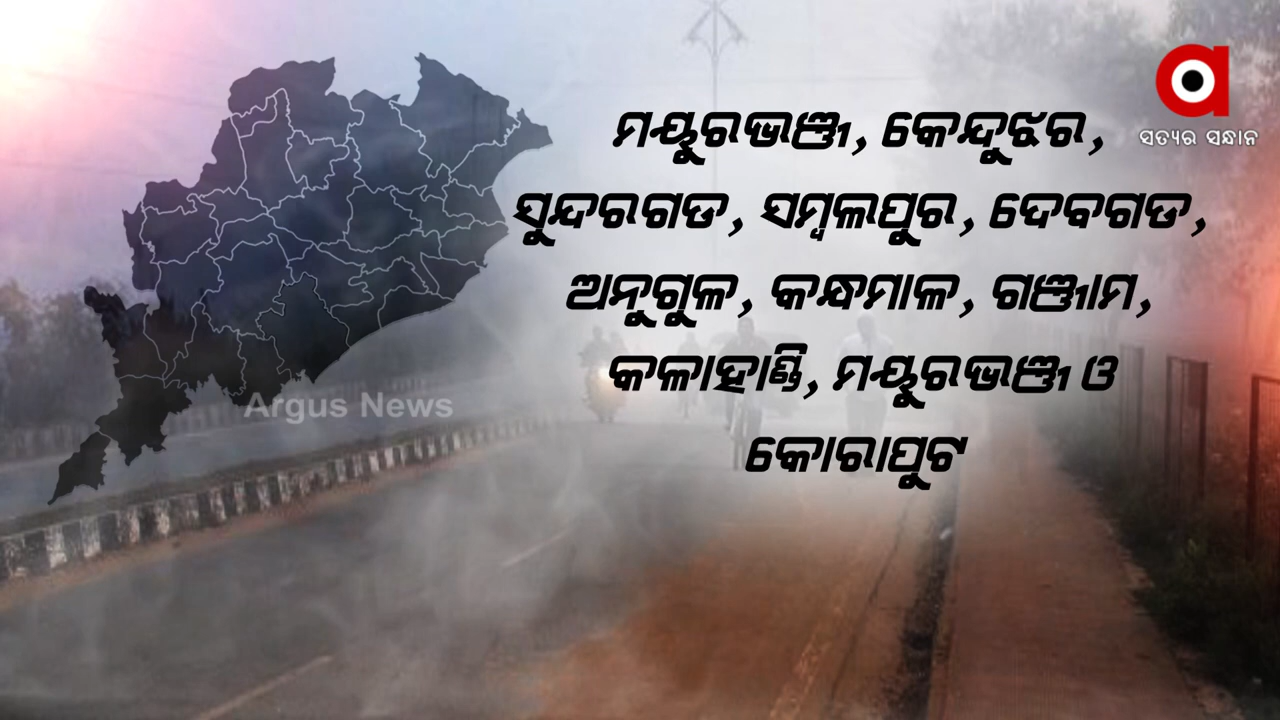 ସତ୍ୟର ସନ୍ଧାନ
ମୟୁରଭଞ୍ଜ, କେନ୍ଦୁଝର,
ସୁନ୍ଦରଗଡ, ସମ୍ବଲପୁର, ଦେବଗଡ,
ଅନୁଗୁଳ, କନ୍ଧମାଳ, ଗଞ୍ଜାମ,
କଳାହାଣ୍ଡି, ମୟୁରଭଞ୍ଜ ଓ
କୋରାପୁଟ
Argus News